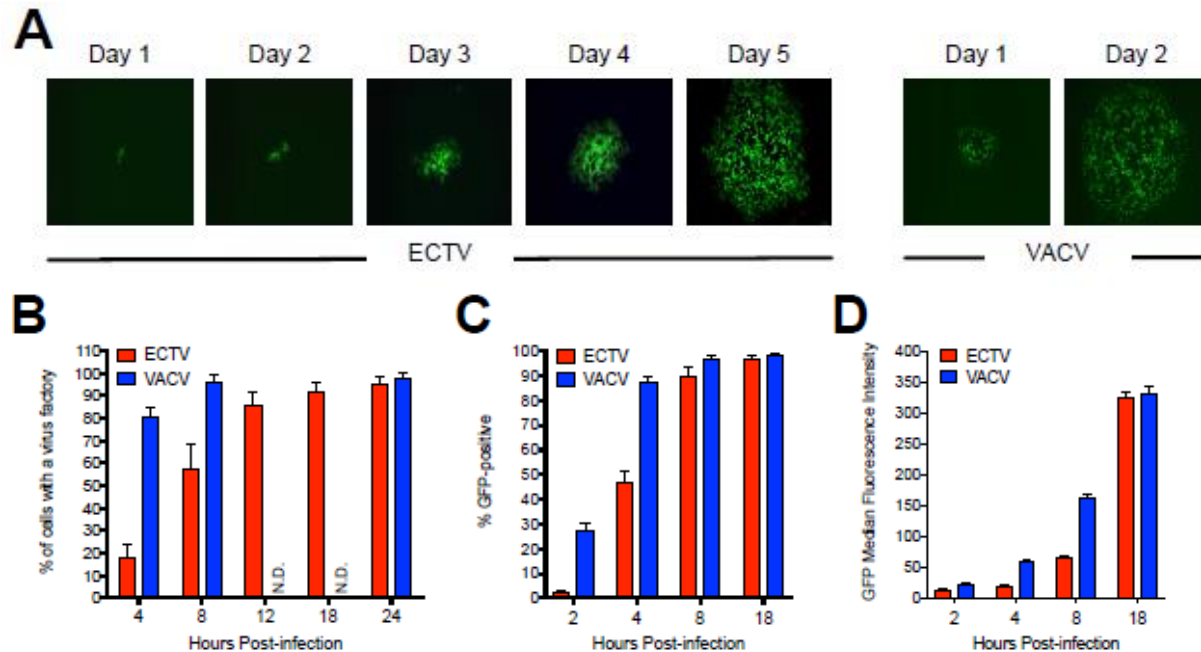 A
Day 1 Day 2 Day 3 Day 4 Day 5 Day 1 Day 2
ECTV VACV
B
% of cells with a virus factory
110
100
90
80
70
60
50
40
30
20
10
0
ECTV
VACV
N.D. N.D.
4 8 12 18 24
Hours Post-infection
C
% GFP-positive
100
90
80
70
60
50
40
30
20
10
0
ECTV
VACV
2 4 8 18
Hours Post-infection
D
GFP Median Fluorescence Intensity
400
350
300
250
200
150
100
50
0
ECTV
VACV
2 4 8 18
Hours Post-infection